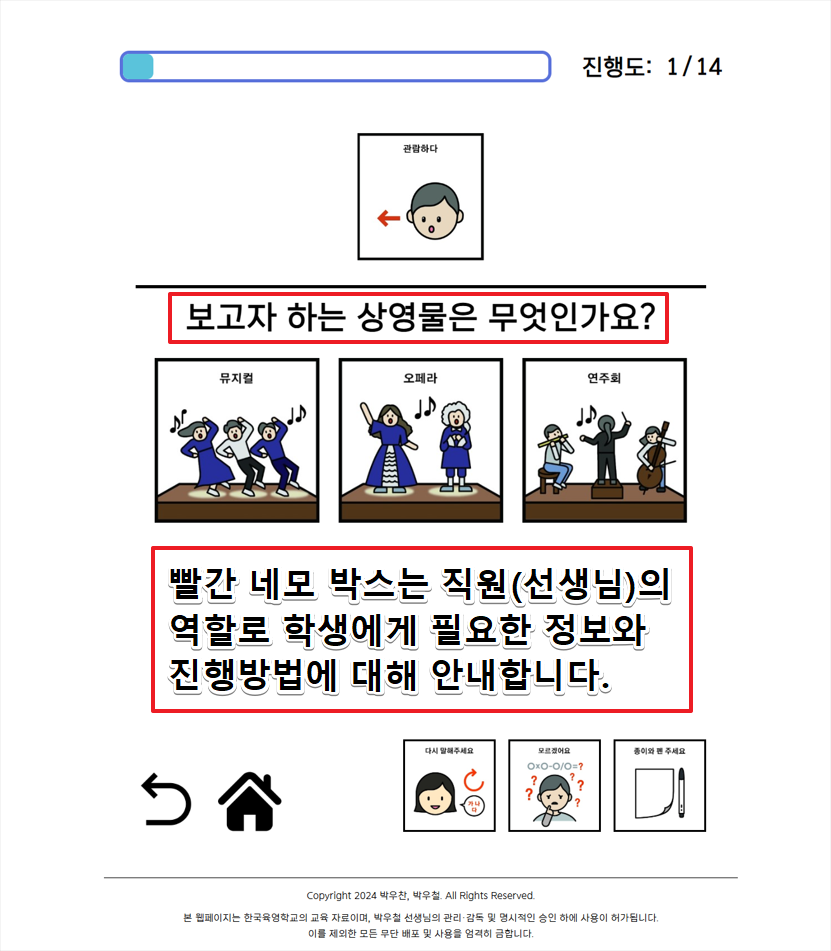 진행도: 1/14
관람하다
보고자 하는 상영물은 무엇인가요?
뮤지컬
오페라
연주회
빨간 네모 박스는 직원(선생님)의
역할로 학생에게 필요한 정보와
진행방법에 대해 안내합니다.
다시 말해주세요
가 나 다
모르겠어요
O×O-O/O=?
? ? ? ? ?
종이와 펜 주세요
Copyright 2024 박우찬, 박우철. All Rights Reserved.
본 웹페이지는 한국육영학교의 교육 자료이며, 박우철 선생님의 관리·감독 및 명시적인 승인 하에 사용이 허가됩니다.
이를 제외한 모든 무단 배포 및 사용을 엄격히 금합니다.